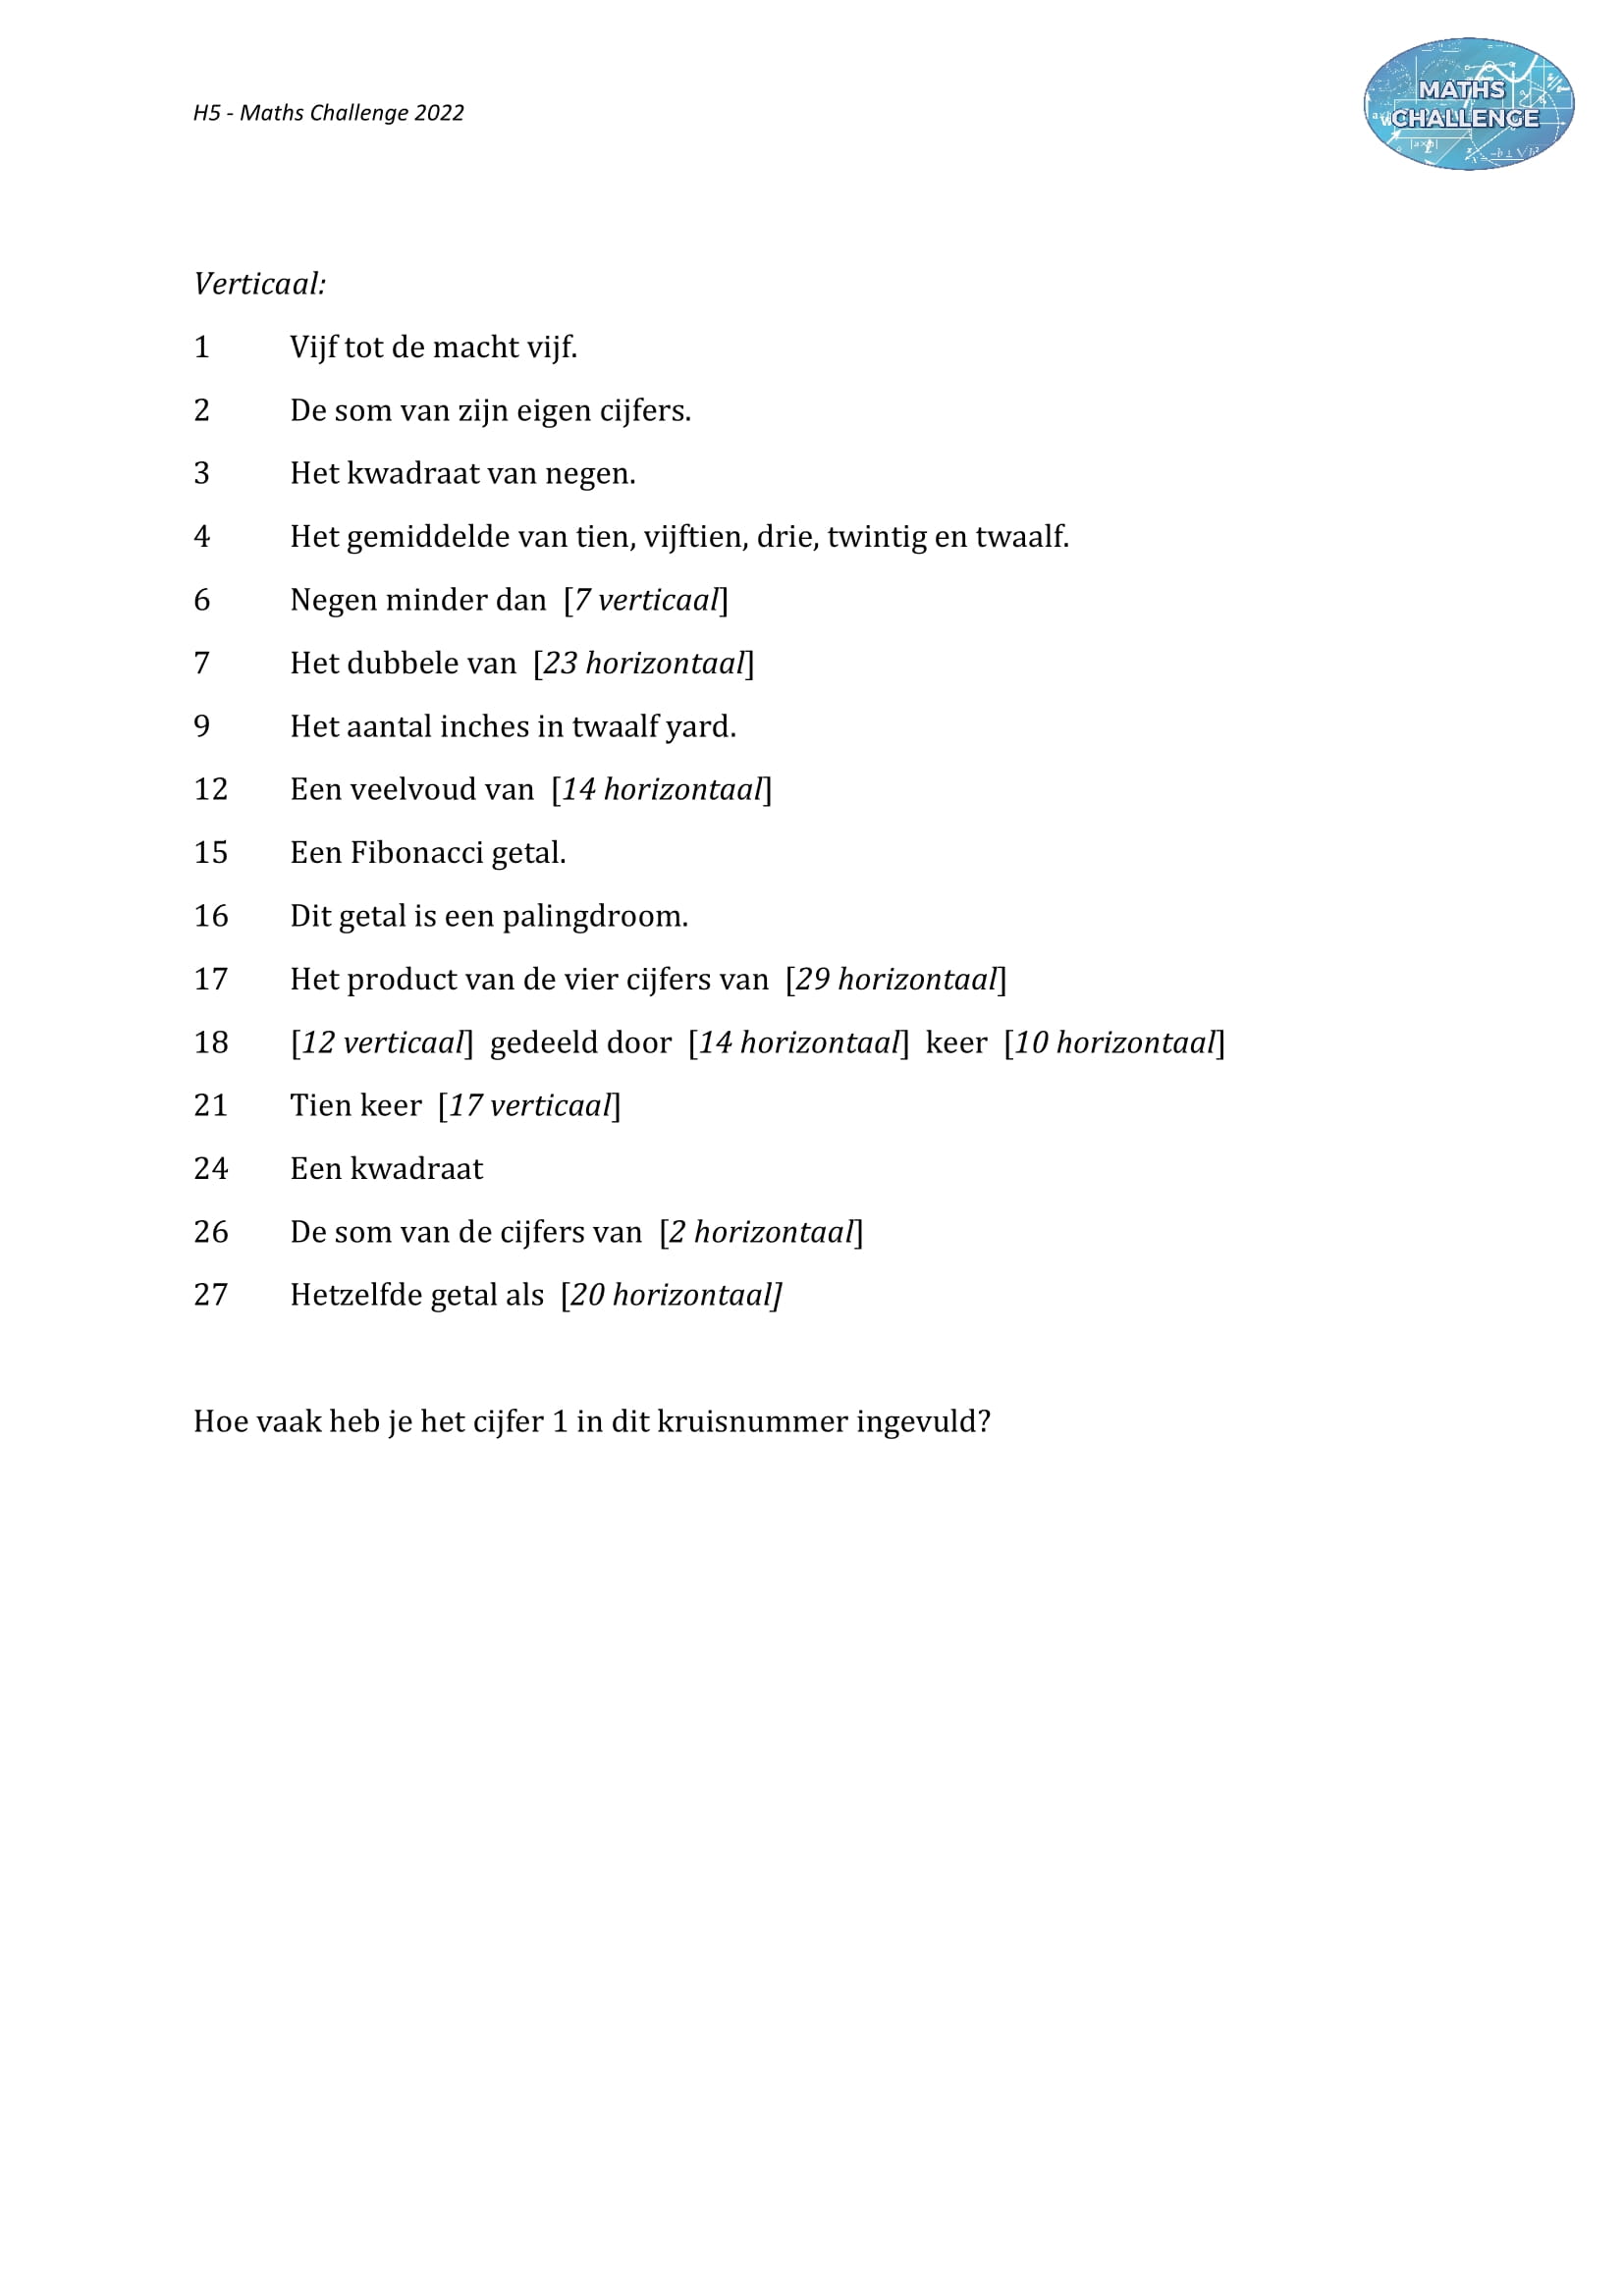 H5 - Maths Challenge 2022
MATHS
CHALLENGE
Verticaal:
1 Vijf tot de macht vijf.
2 De som van zijn eigen cijfers.
3 Het kwadraat van negen.
4 Het gemiddelde van tien, vijftien, drie, twintig en twaalf.
6 Negen minder dan [7 verticaal]
7 Het dubbele van [23 horizontaal]
9 Het aantal inches in twaalf yard.
12 Een veelvoud van [14 horizontaal]
15 Een Fibonacci getal.
16 Dit getal is een palingdroom.
17 Het product van de vier cijfers van [29 horizontaal]
18 [12 verticaal] gedeeld door [14 horizontaal] keer [10 horizontaal]
21 Tien keer [17 verticaal]
24 Een kwadraat
26 De som van de cijfers van [2 horizontaal]
27 Hetzelfde getal als [20 horizontaal]
Hoe vaak heb je het cijfer 1 in dit kruisnummer ingevuld?